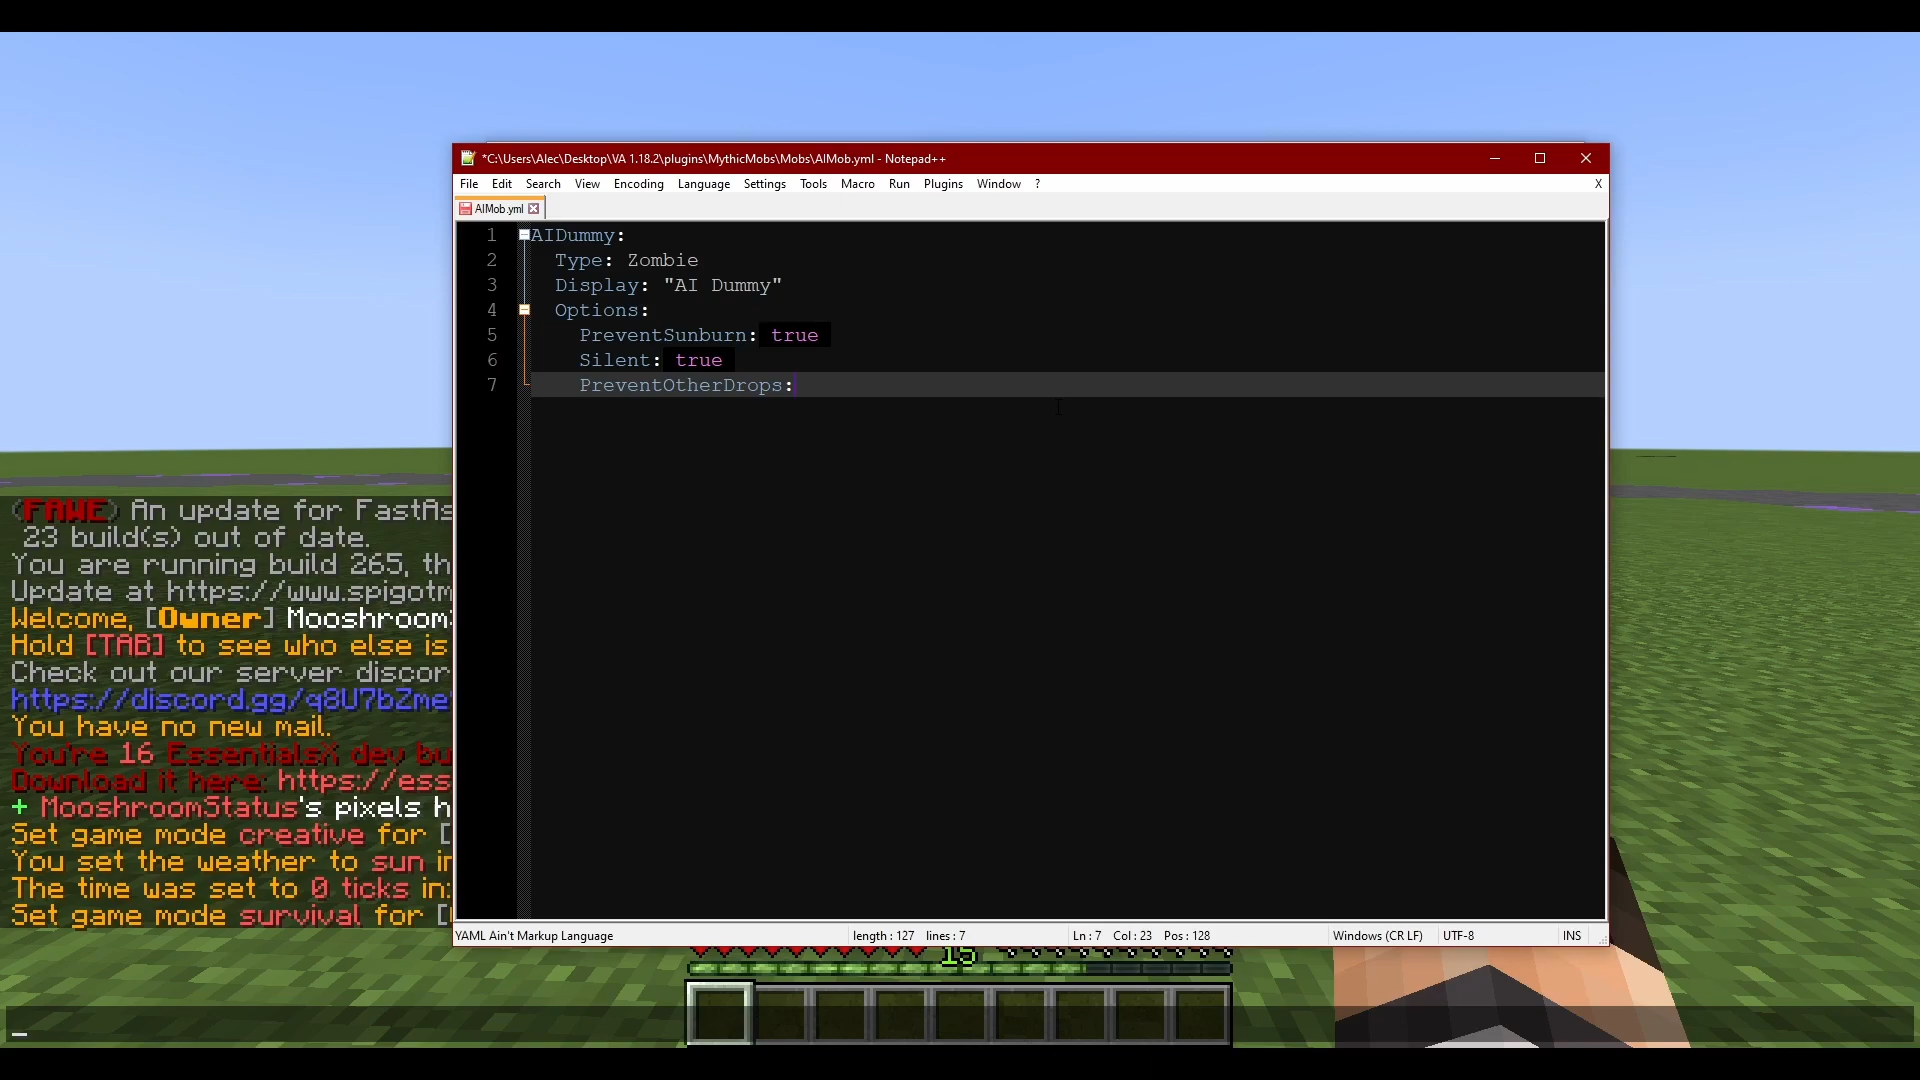 *C:\Users\Alec\Desktop\VA 1.18.2\plugins\MythicMobs\Mobs\AIMob.yml - Notepad++
File Edit Search View Encoding Language Settings Tools Macro Run Plugins Window ? X
AIMob.yml
1 AIDummy:
2 Type: Zombie
3 Display: "AI Dummy"
4 Options:
5 PreventSunburn: true
6 Silent: true
7 PreventOtherDrops:
(FAWE) An update for FastAs
23 build(s) out of date.
You are running build 265, th
Update at https://www.spigotm
Welcome, [Owner] Mooshroom
Hold [TAB] to see who else is
Check out our server discor
https://discord.gg/q8U7bZme
You have no new mail.
You're 16 EssentialsX dev bu
Download it here: https://ess
+ MooshroomStatus's pixels h
Set game mode creative for [
You set the weather to sun in
The time was set to 0 ticks in:
Set game mode survival for [
YAML Ain't Markup Language length : 127 lines : 7 Ln : 7 Col : 23 Pos : 128 Windows (CR LF) UTF-8 INS
15